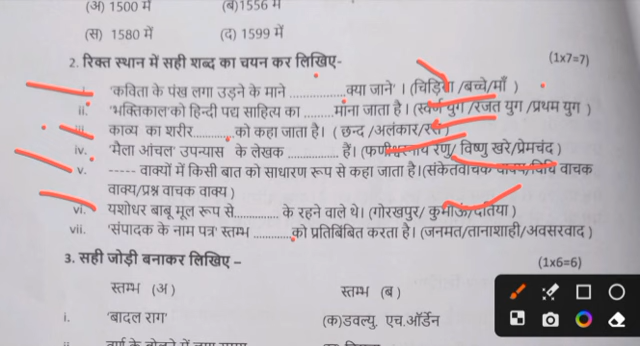 (अ) 1500 में (ब)1556 में
(स) 1580 में (द) 1599 में
2. रिक्त स्थान में सही शब्द का चयन कर लिखिए- (1x7=7)
i. 'कविता के पंख लगा उड़ने के माने ..................क्या जाने' । (चिड़िया /बच्चे/माँ )
ii. 'भक्तिकाल'को हिन्दी पद्य साहित्य का .........माना जाता है। (स्वर्ण युग /रजत युग /प्रथम युग )
iii. काव्य का शरीर............को कहा जाता है। ( छन्द /अलंकार/रस )
iv. 'मैला आंचल' उपन्यास के लेखक ............... हैं। (फणीश्वरनाथ रेणु/ विष्णु खरे/प्रेमचंद )
v. ----- वाक्यों में किसी बात को साधारण रूप से कहा जाता है।(संकेतवाचक वाक्य/विधि वाचक
वाक्य/प्रश्न वाचक वाक्य )
vi. यशोधर बाबू मूल रूप से.............. के रहने वाले थे। (गोरखपुर/ कुमाऊं/दतिया )
vii. 'संपादक के नाम पत्र' स्तम्भ ............को प्रतिबिंबित करता है। (जनमत/तानाशाही/अवसरवाद )
3. सही जोड़ी बनाकर लिखिए – (1x6=6)
स्तम्भ (अ) स्तम्भ (ब)
i. 'बादल राग' (क)डवल्यु. एच.ऑर्डेन